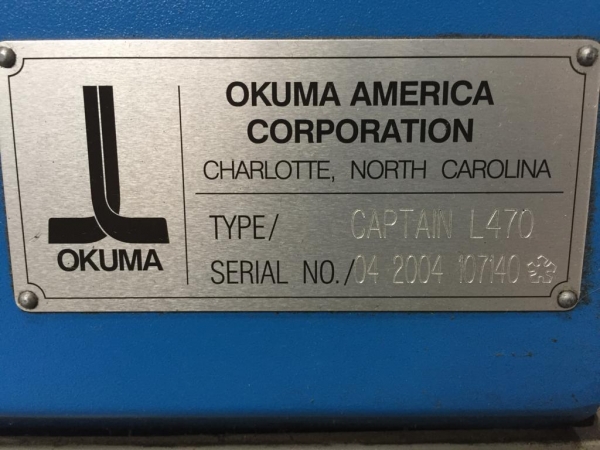 OKUMA AMERICA
CORPORATION
CHARLOTTE, NORTH CAROLINA
OKUMA
TYPE/ CAPTAIN L470
SERIAL NO./04 2004 107140